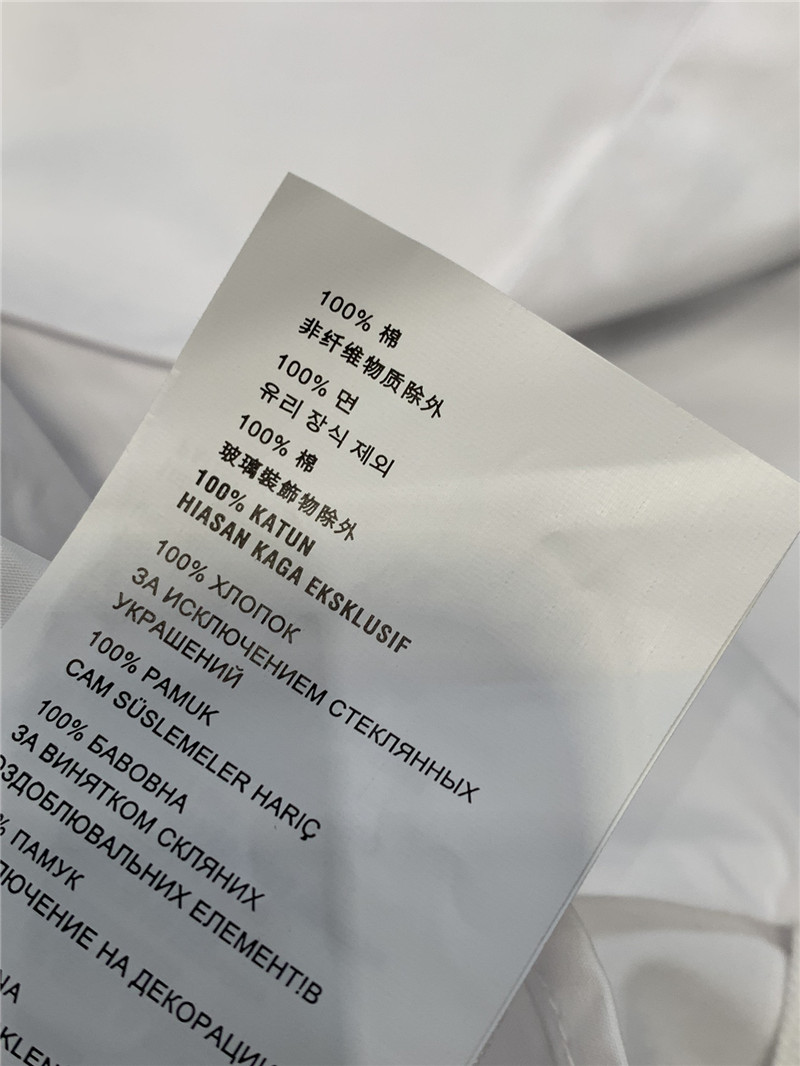 100% 棉
非纤维物质除外
100% 면
유리 장식 제외
100% 棉
玻璃裝飾物除外
100% KATUN
HIASAN KAGA EKSKLUSIF
100% ХЛОПОК
ЗА ИСКЛЮЧЕНИЕМ СТЕКЛЯННЫХ
УКРАШЕНИЙ
100% PAMUK
CAM SÜSLEMELER HARIÇ
100% БАВОВНА
ЗА ВИНЯТКОМ СКЛЯНИХ
ОЗДОБЛЮВАЛЬНИХ ЕЛЕМЕНТ!В
% ПАМУК
ЛЮЧЕНИЕ НА ДЕКОРАЦИ
NA
KLEN